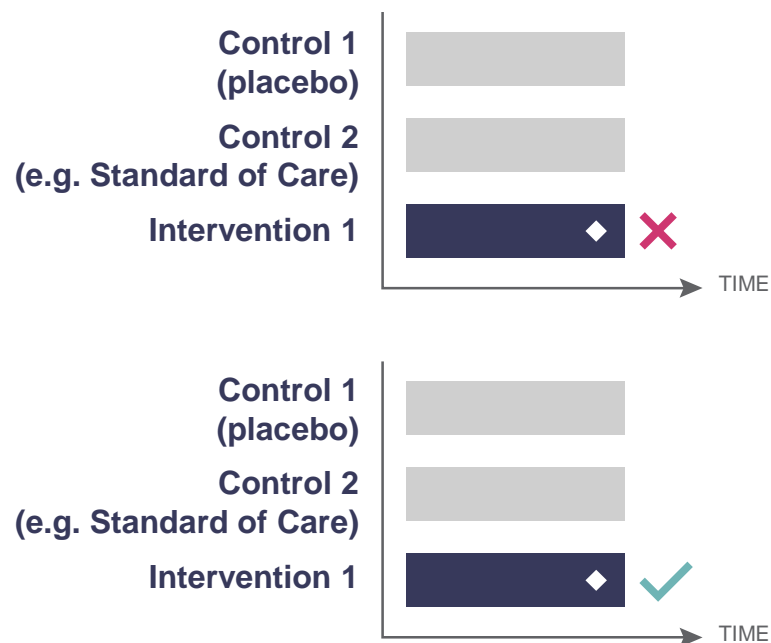 Control 1
(placebo)
Control 2
(e.g. Standard of Care)
Intervention 1
TIME
Control 1
(placebo)
Control 2
(e.g. Standard of Care)
Intervention 1
TIME